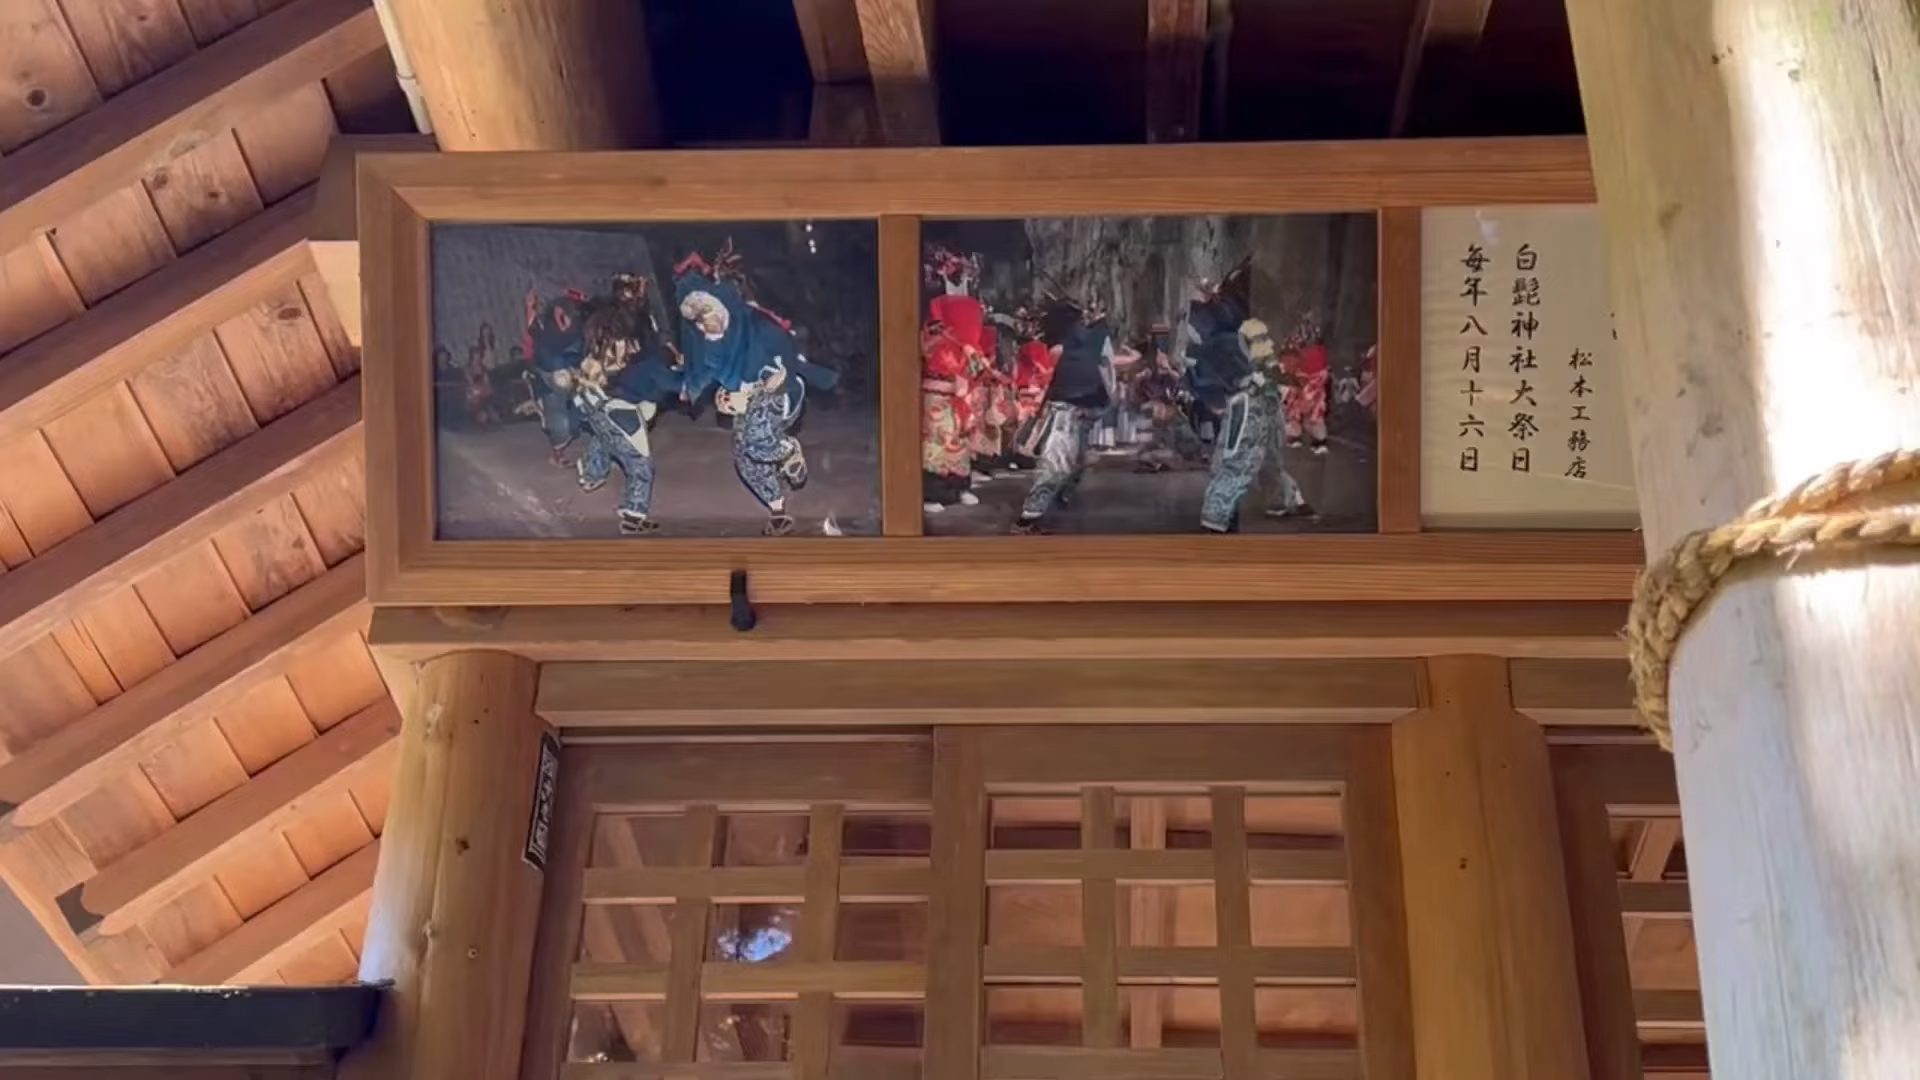 松本工務店
白髭神社大祭日
毎年八月十六日